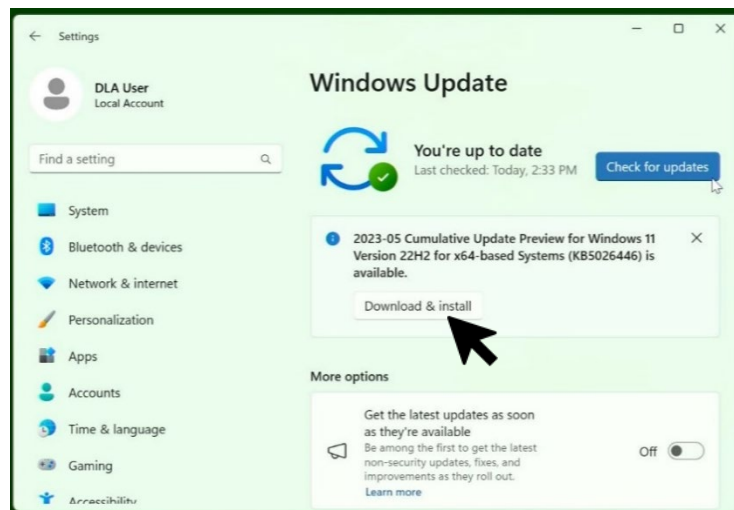 Settings
DLA User
Local Account
Find a setting
System
Bluetooth & devices
Network & internet
Personalization
Apps
Accounts
Time & language
Gaming
Accessibility
Windows Update
You're up to date
Last checked: Today, 2:33 PM
Check for updates
2023-05 Cumulative Update Preview for Windows 11
Version 22H2 for x64-based Systems (KB5026446) is
available.
Download & install
More options
Get the latest updates as soon
as they're available
Be among the first to get the latest
non-security updates, fixes, and
improvements as they roll out.
Learn more
Off